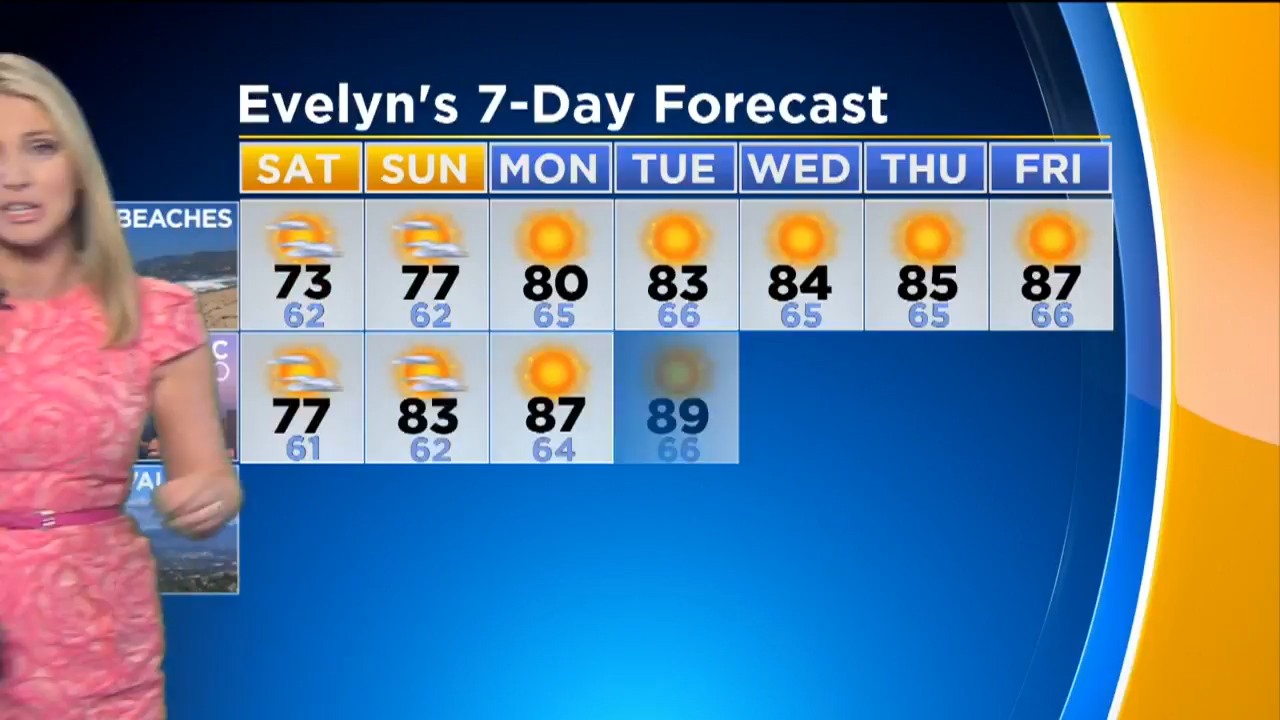 Evelyn's 7-Day Forecast
SAT SUN MON TUE WED THU FRI
BEACHES
73 77 80 83 84 85 87
62 62 65 66 65 65 66
77 83 87 89
61 62 64 66